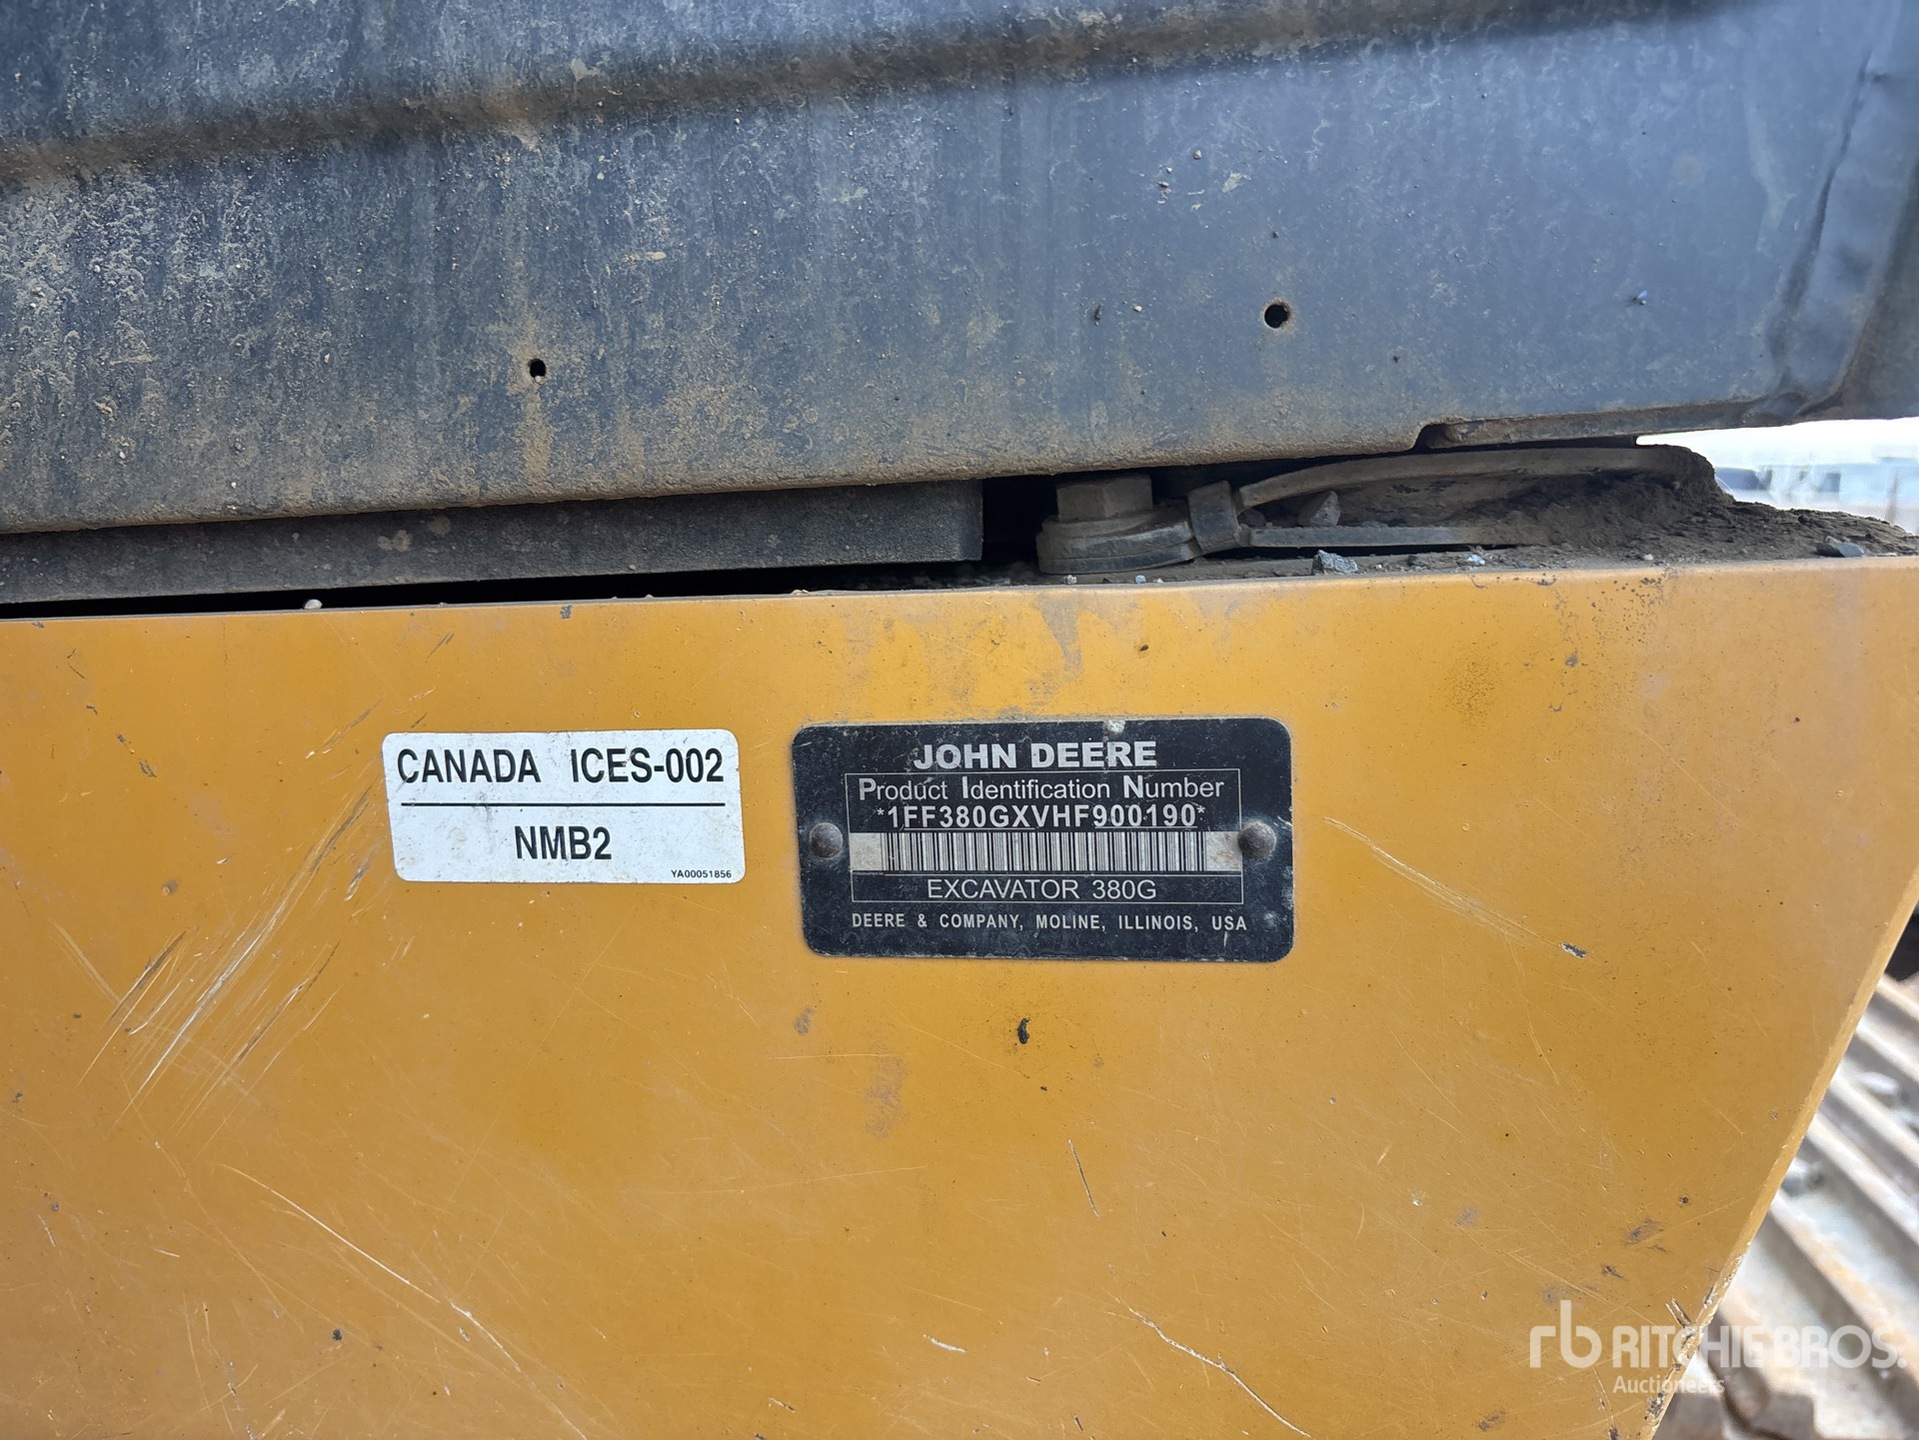 CANADA ICES-002
NMB2
YA00051856
JOHN DEERE
Product Identification Number
*1FF380GXVHF900190*
EXCAVATOR 380G
DEERE & COMPANY, MOLINE, ILLINOIS, USA
rb RITCHIE BROS.
Auctioneers